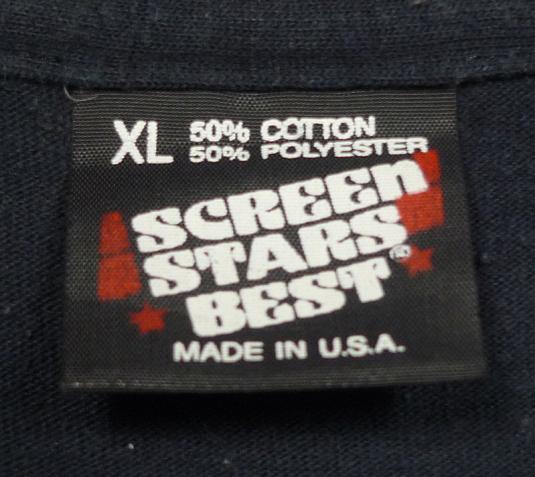 XL 50% COTTON
50% POLYESTER
SCREEN
STARS
BEST®
MADE IN U.S.A.